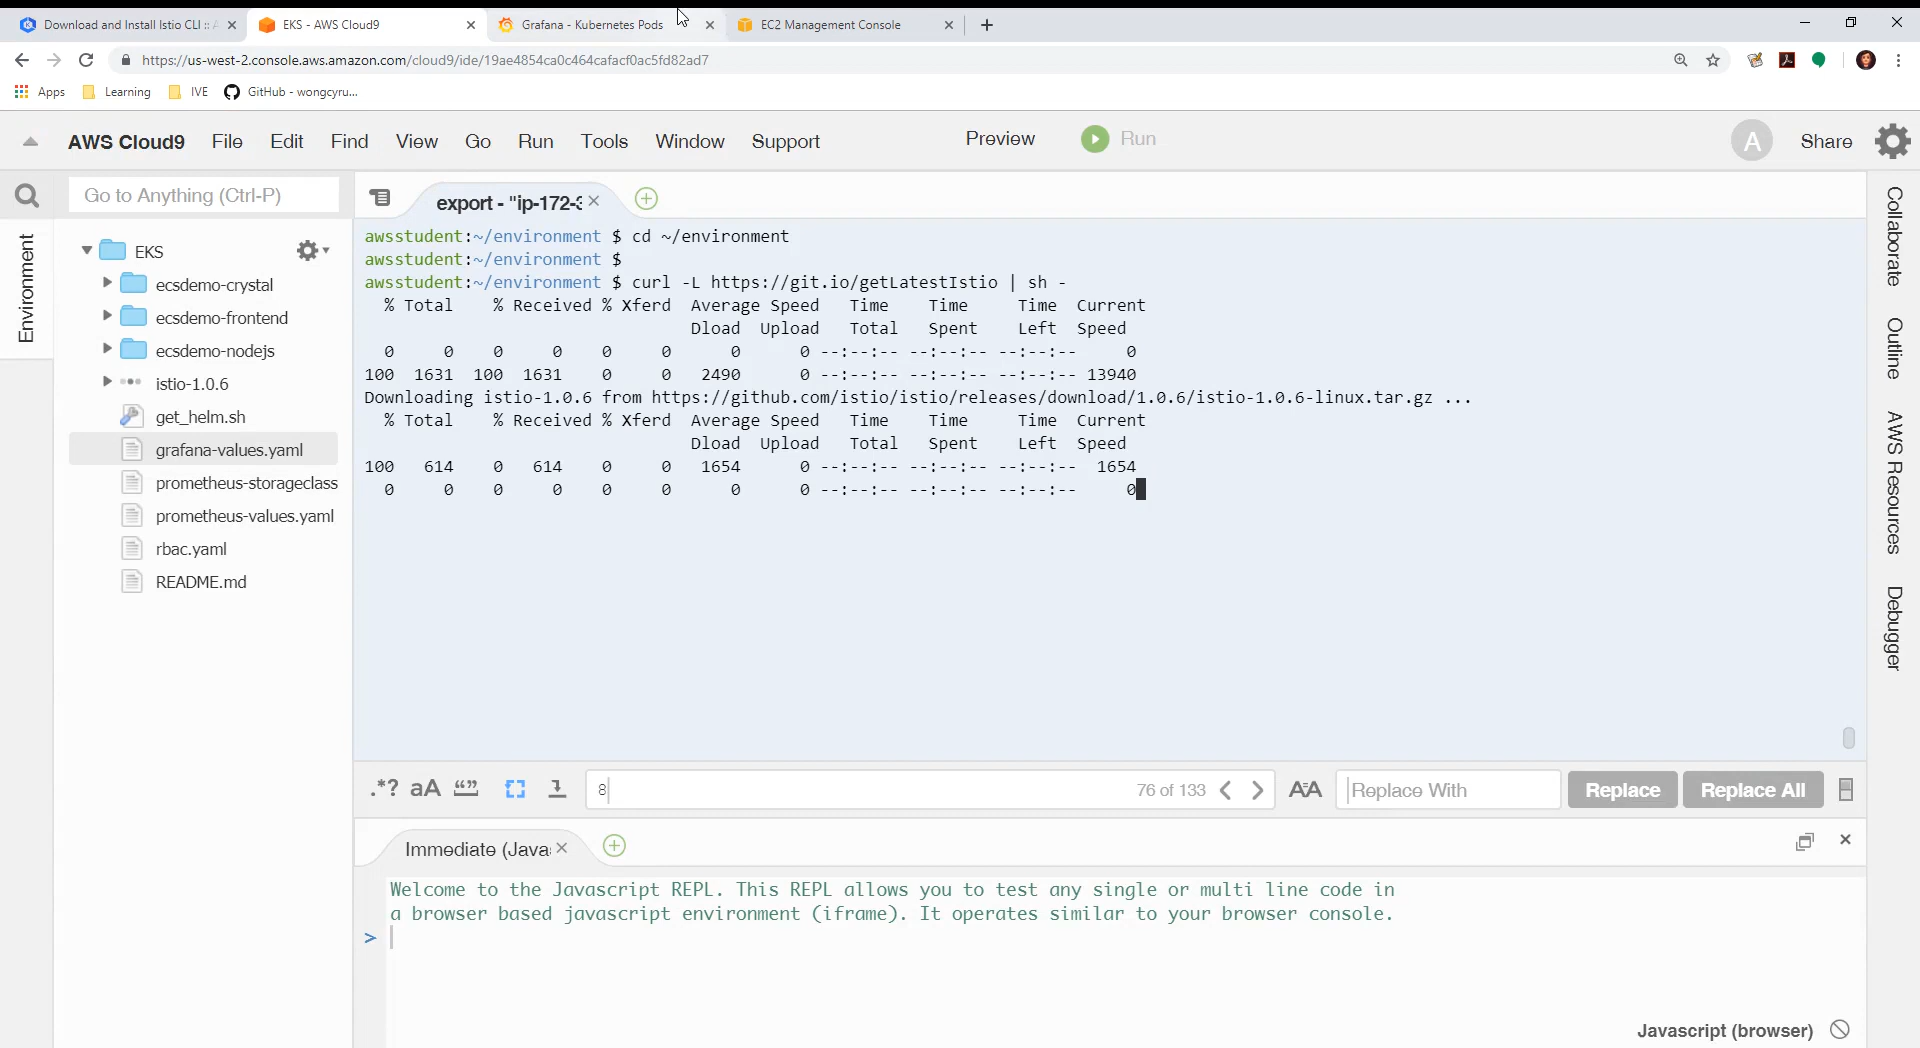 Download and Install Istio CLI ::
EKS - AWS Cloud9
Grafana - Kubernetes Pods
EC2 Management Console
https://us-west-2.console.aws.amazon.com/cloud9/ide/19ae4854ca0c464cafacf0ac5fd82ad7
Apps
Learning
IVE
GitHub - wongcyru...
AWS Cloud9 File Edit Find View Go Run Tools Window Support
Preview
Run
A
Share
Go to Anything (Ctrl-P)
export - "ip-172-3
Environment
EKS
ecsdemo-crystal
ecsdemo-frontend
ecsdemo-nodejs
istio-1.0.6
get_helm.sh
grafana-values.yaml
prometheus-storageclass
prometheus-values.yaml
rbac.yaml
README.md
awsstudent:~/environment $ cd ~/environment
awsstudent:~/environment $
awsstudent:~/environment $ curl -L https://git.io/getLatestIstio | sh -
% Total % Received % Xferd Average Speed Time Time Time Current
Dload Upload Total Spent Left Speed
0 0 0 0 0 0 0 0 --:--:-- --:--:-- --:--:-- 0
100 1631 100 1631 0 0 2490 0 --:--:-- --:--:-- --:--:-- 13940
Downloading istio-1.0.6 from https://github.com/istio/istio/releases/download/1.0.6/istio-1.0.6-linux.tar.gz ...
% Total % Received % Xferd Average Speed Time Time Time Current
Dload Upload Total Spent Left Speed
100 614 0 614 0 0 1654 0 --:--:-- --:--:-- --:--:-- 1654
0 0 0 0 0 0 0 0 --:--:-- --:--:-- --:--:-- 0
Collaborate
Outline
AWS Resources
Debugger
.*? aA “”
8
76 of 133
AA
Replace With
Replace
Replace All
Immediate (Java
Welcome to the Javascript REPL. This REPL allows you to test any single or multi line code in
a browser based javascript environment (iframe). It operates similar to your browser console.
>
Javascript (browser)